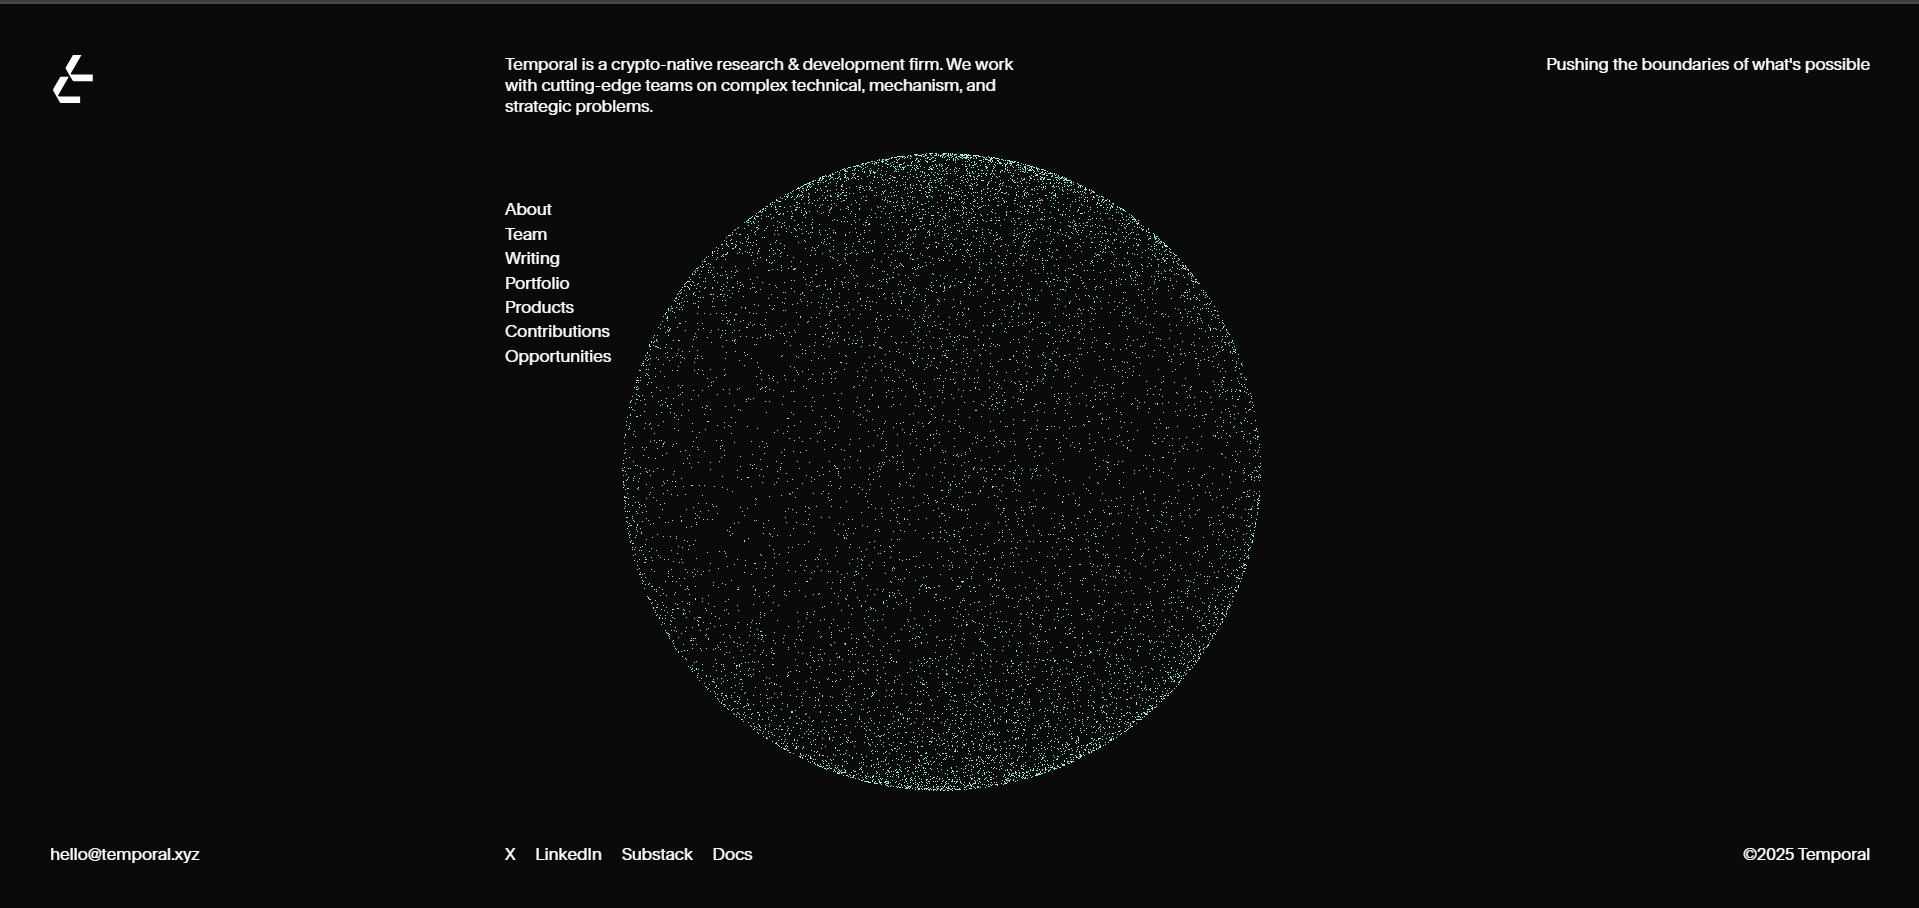 Temporal is a crypto-native research & development firm. We work
with cutting-edge teams on complex technical, mechanism, and
strategic problems.
Pushing the boundaries of what's possible
About
Team
Writing
Portfolio
Products
Contributions
Opportunities
hello@temporal.xyz
X LinkedIn Substack Docs
©2025 Temporal